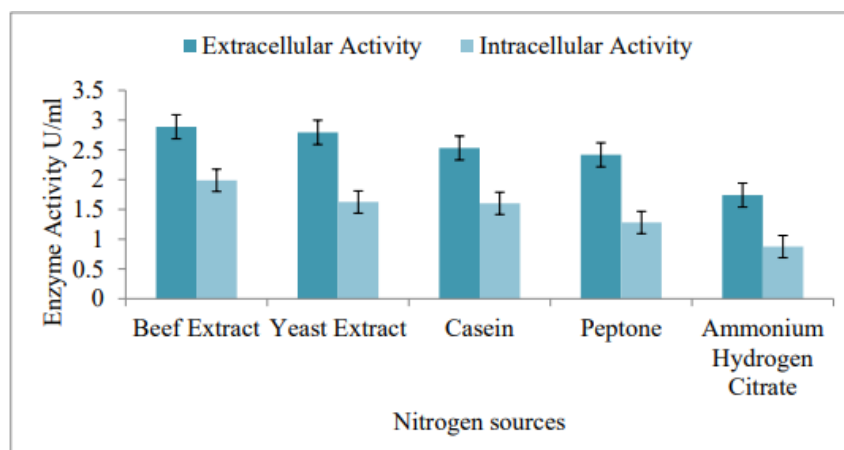 Extracellular Activity Intracellular Activity
Enzyme Activity U/ml
3.5
3
2.5
2
1.5
1
0.5
0
Beef Extract Yeast Extract Casein Peptone Ammonium
Hydrogen
Citrate
Nitrogen sources